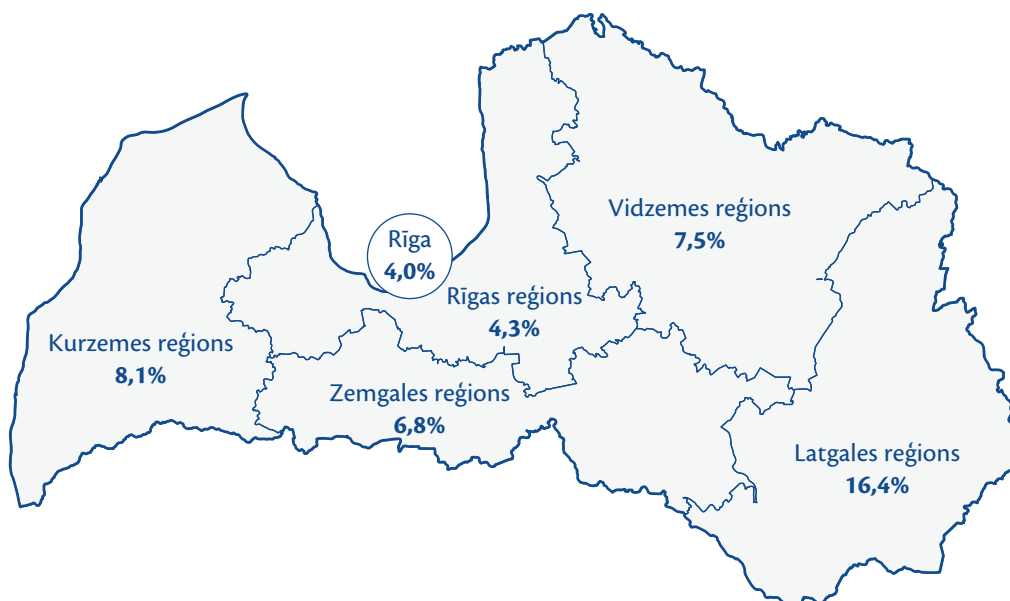 Vidzemes reģions
7,5%
Rīga
4,0%
Rīgas reģions
4,3%
Kurzemes reģions
8,1%
Zemgales reģions
6,8%
Latgales reģions
16,4%